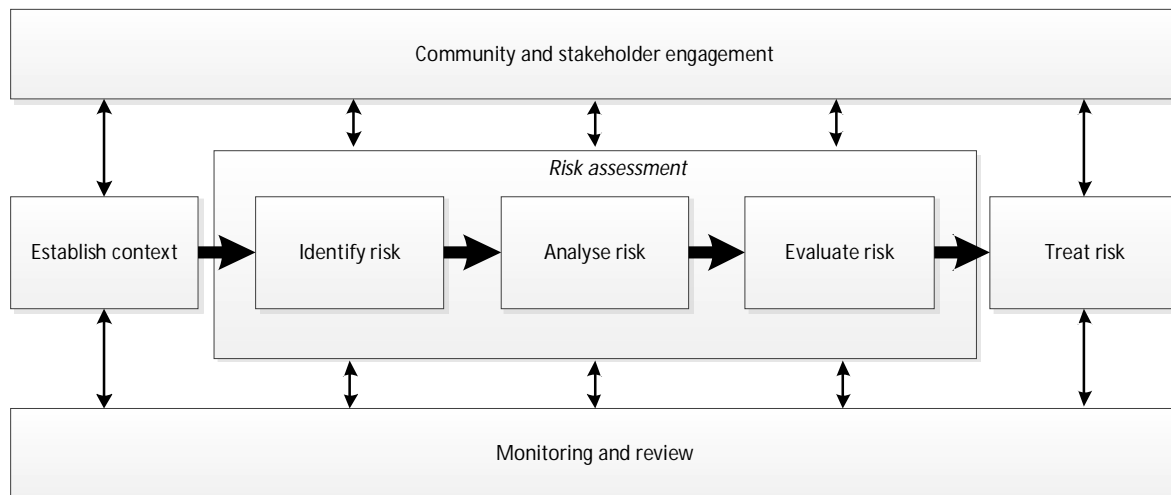 Community and stakeholder engagement
Risk assessment
Establish context
Identify risk
Analyse risk
Evaluate risk
Treat risk
Monitoring and review